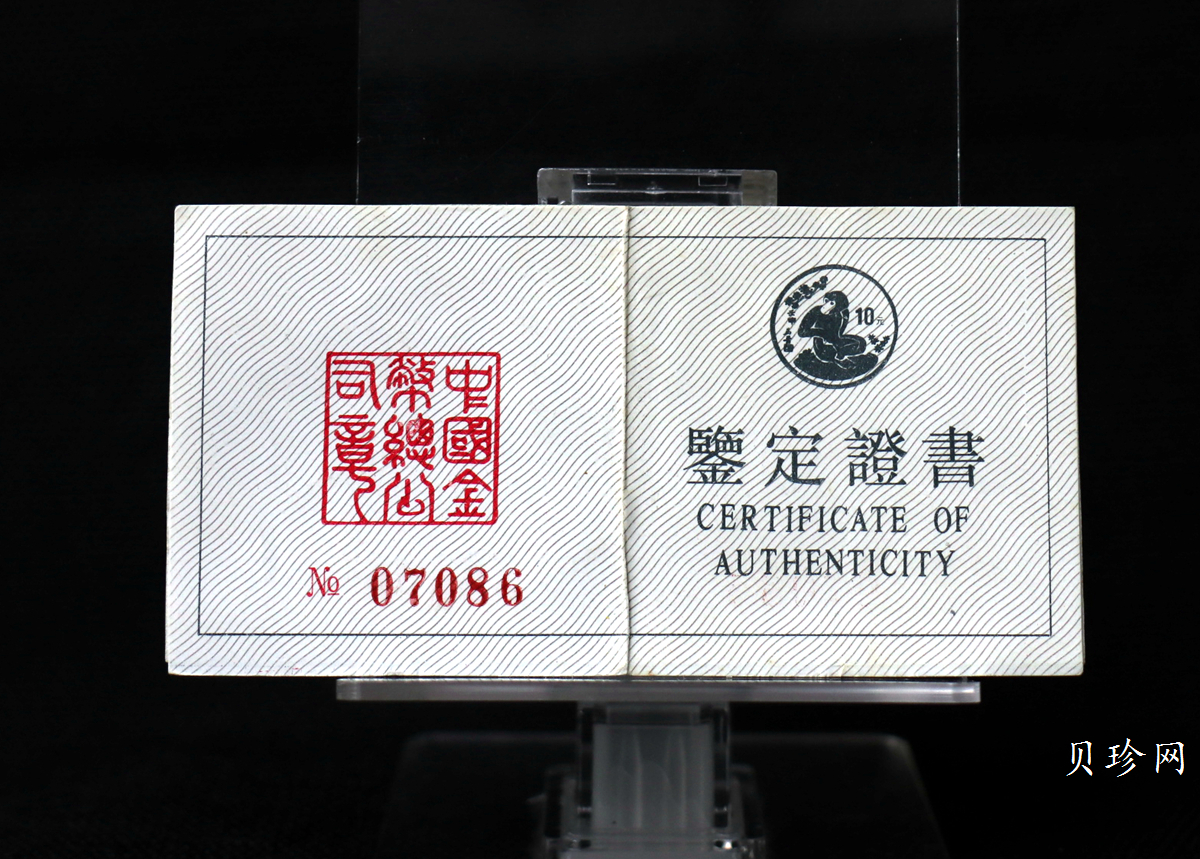 中國金
幣總公
司章
№ 07086
10元
鑒定證書
CERTIFICATE OF
AUTHENTICITY
贝珍网